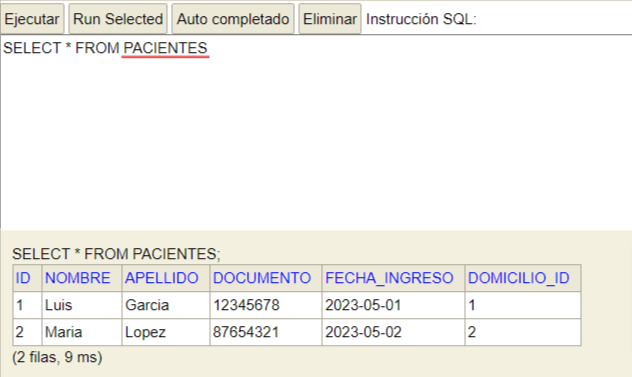 Ejecutar Run Selected Auto completado Eliminar Instrucción SQL:
SELECT * FROM PACIENTES
SELECT * FROM PACIENTES;
ID NOMBRE APELLIDO DOCUMENTO FECHA_INGRESO DOMICILIO_ID
1 Luis Garcia 12345678 2023-05-01 1
2 Maria Lopez 87654321 2023-05-02 2
(2 filas, 9 ms)